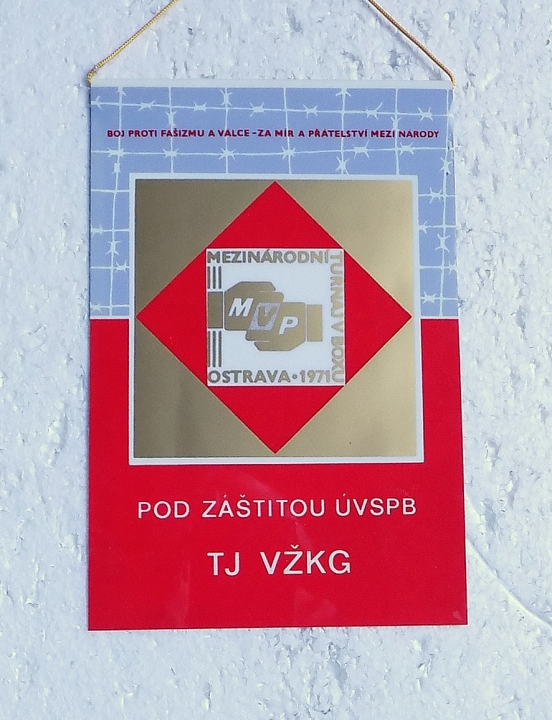 BOJ PROTI FAŠIZMU A VÁLCE - ZA MÍR A PŘÁTELSTVÍ MEZI NÁRODY
MEZINÁRODNÍ
TURNAJ V BOXU
MVP
OSTRAVA • 1971
POD ZÁŠTITOU ÚVSPB
TJ VŽKG